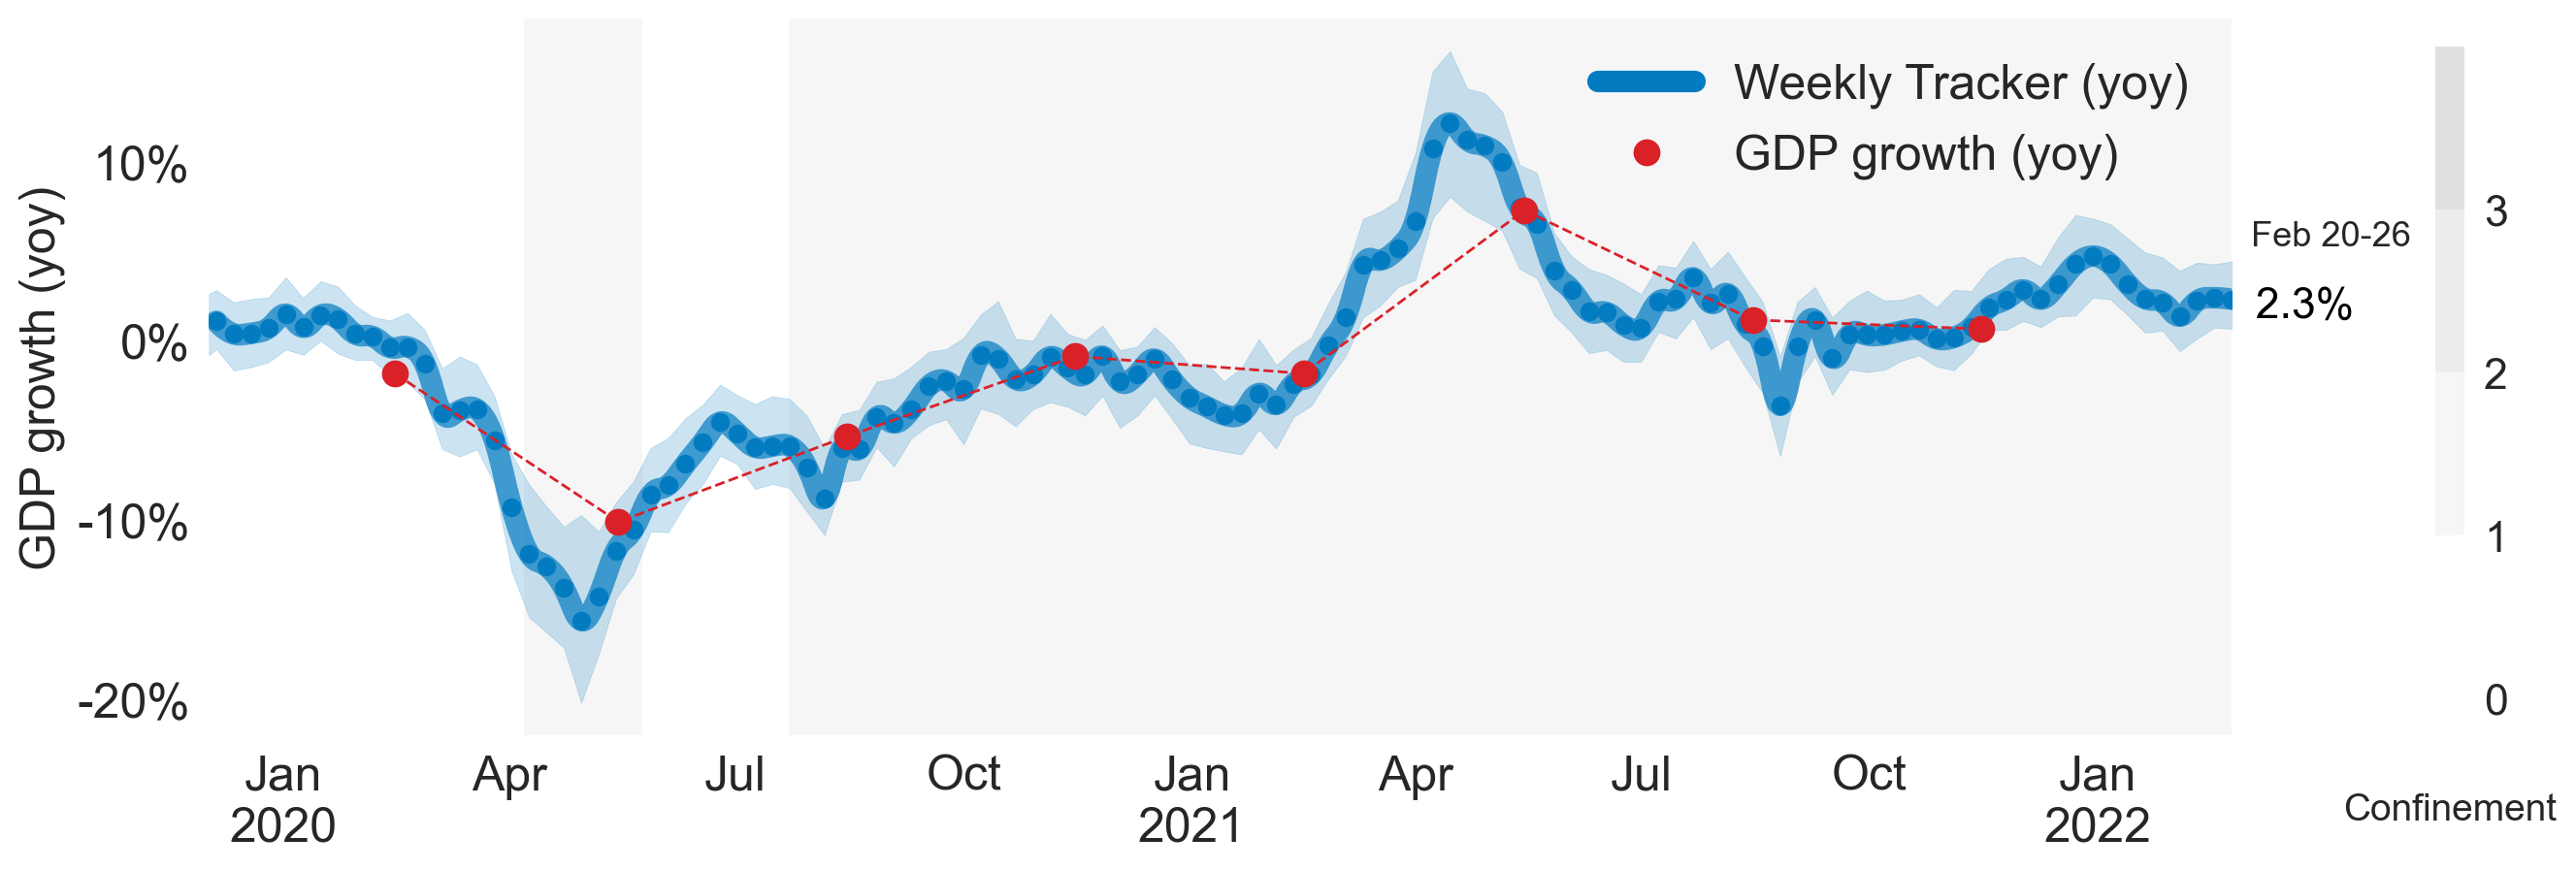 Weekly Tracker (yoy)
GDP growth (yoy)
GDP growth (yoy)
10%
0%
-10%
-20%
Jan
2020
Apr
Jul
Oct
Jan
2021
Apr
Jul
Oct
Jan
2022
Feb 20-26
2.3%
3
2
1
0
Confinement